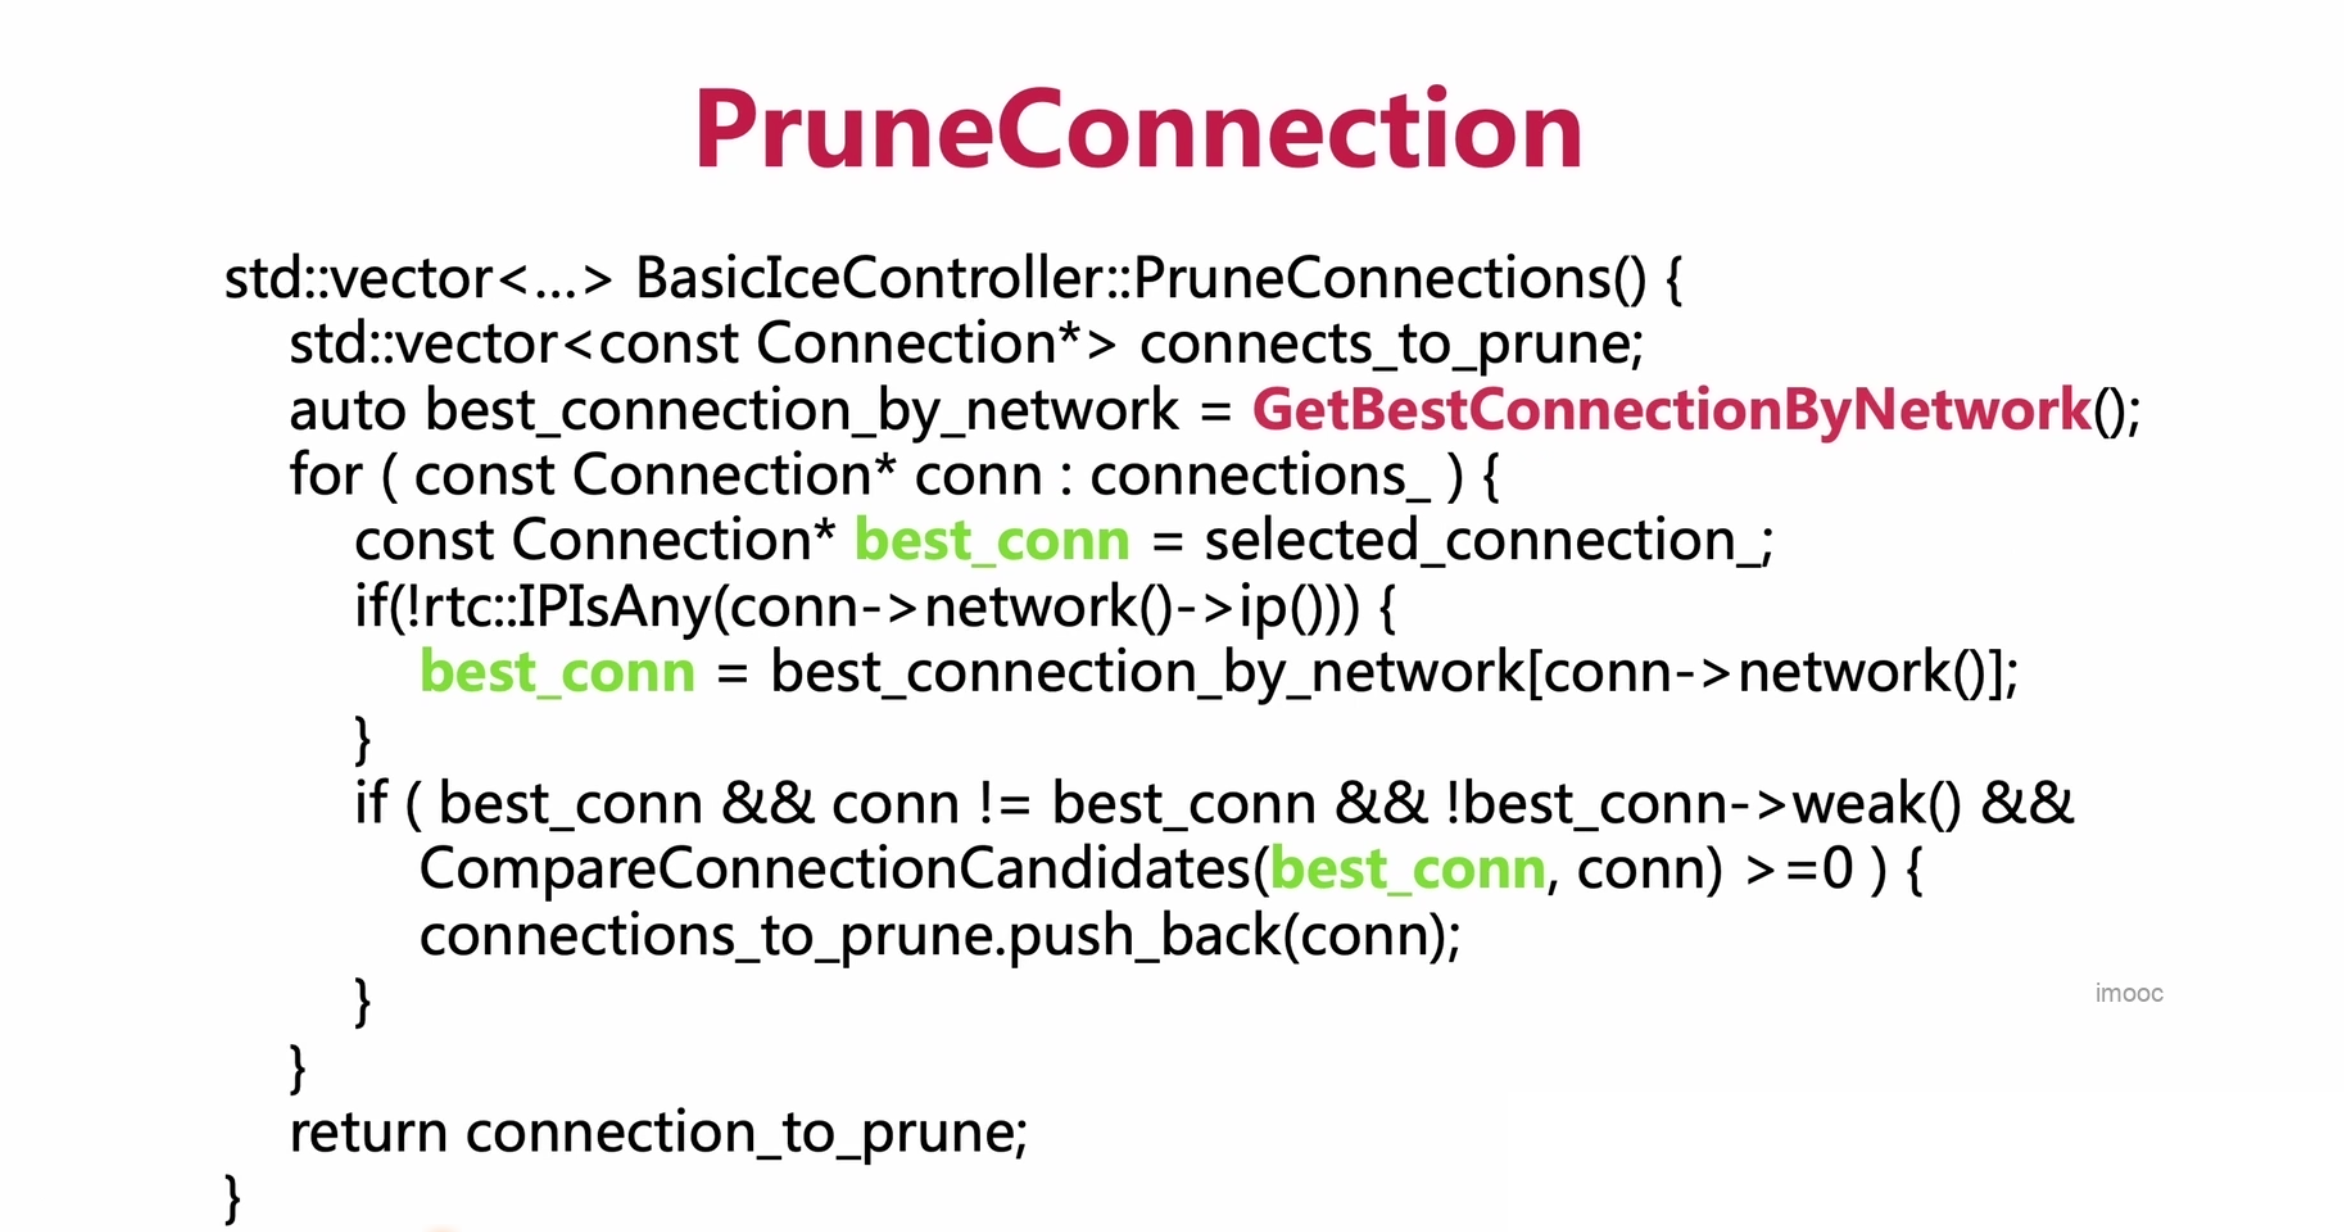 PruneConnection
std::vector<...> BasicIceController::PruneConnections() {
std::vector<const Connection*> connects_to_prune;
auto best_connection_by_network = GetBestConnectionByNetwork();
for ( const Connection* conn : connections_ ) {
const Connection* best_conn = selected_connection_;
if(!rtc::IPIsAny(conn->network()->ip())) {
best_conn = best_connection_by_network[conn->network()];
}
if ( best_conn && conn != best_conn && !best_conn->weak() &&
CompareConnectionCandidates(best_conn, conn) >=0 ) {
connections_to_prune.push_back(conn);
}
imooc
}
return connection_to_prune;
}